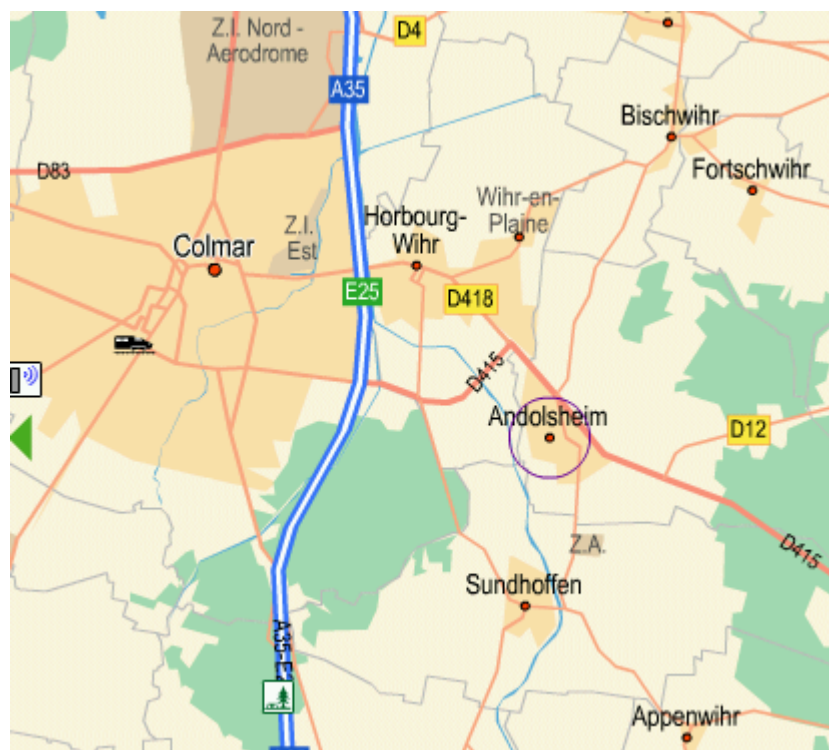 Z.I. Nord -
Aerodrome
D4
A35
Bischwihr
D83
Fortschwihr
Wihr-en-
Plaine
Z.I.
Est
Horbourg-
Wihr
Colmar
E25
D418
D415
Andolsheim
D12
Z.A.
D415
Sundhoffen
A35-E2
Appenwihr